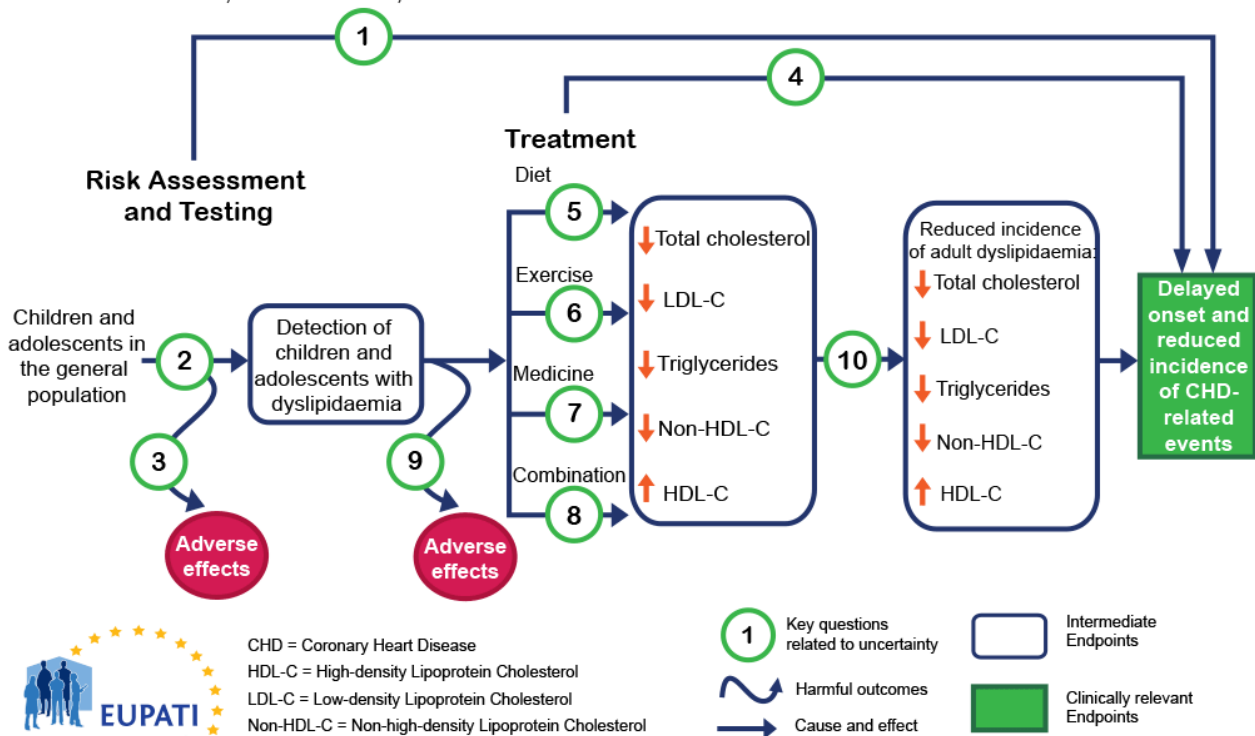 1
4
Treatment
Risk Assessment
and Testing
Diet
5
Total cholesterol
Exercise
6
LDL-C
Triglycerides
Medicine
7
Non-HDL-C
Combination
8
HDL-C
Children and
adolescents in
the general
population
2
Detection of
children and
adolescents with
dyslipidaemia
3
9
Adverse
effects
Adverse
effects
10
Reduced incidence
of adult dyslipidaemia:
Total cholesterol
LDL-C
Triglycerides
Non-HDL-C
HDL-C
Delayed
onset and
reduced
incidence
of CHD-
related
events
EUPATI
CHD = Coronary Heart Disease
HDL-C = High-density Lipoprotein Cholesterol
LDL-C = Low-density Lipoprotein Cholesterol
Non-HDL-C = Non-high-density Lipoprotein Cholesterol
1
Key questions
related to uncertainty
Harmful outcomes
Cause and effect
Intermediate
Endpoints
Clinically relevant
Endpoints